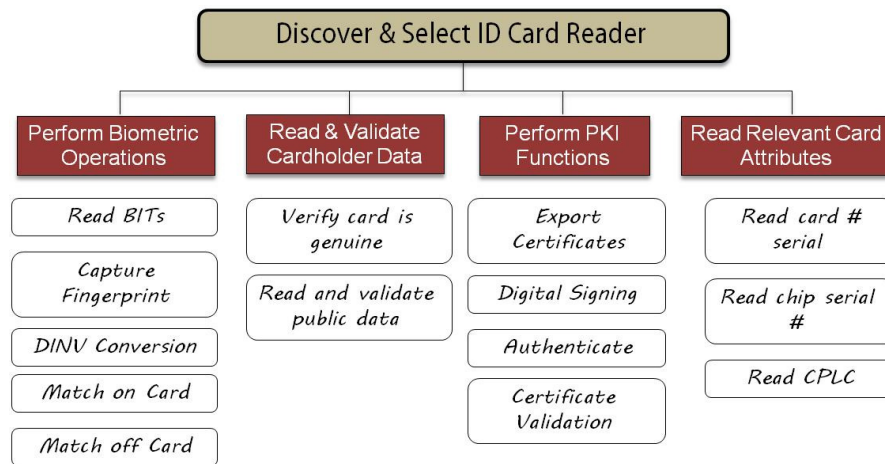 Discover & Select ID Card Reader
Perform Biometric
Operations
Read BITs
Capture
Fingerprint
DINV Conversion
Match on Card
Match off Card
Read & Validate
Cardholder Data
Verify card is
genuine
Read and validate
public data
Perform PKI
Functions
Export
Certificates
Digital Signing
Authenticate
Certificate
Validation
Read Relevant Card
Attributes
Read card #
serial
Read chip serial
#
Read CPLC